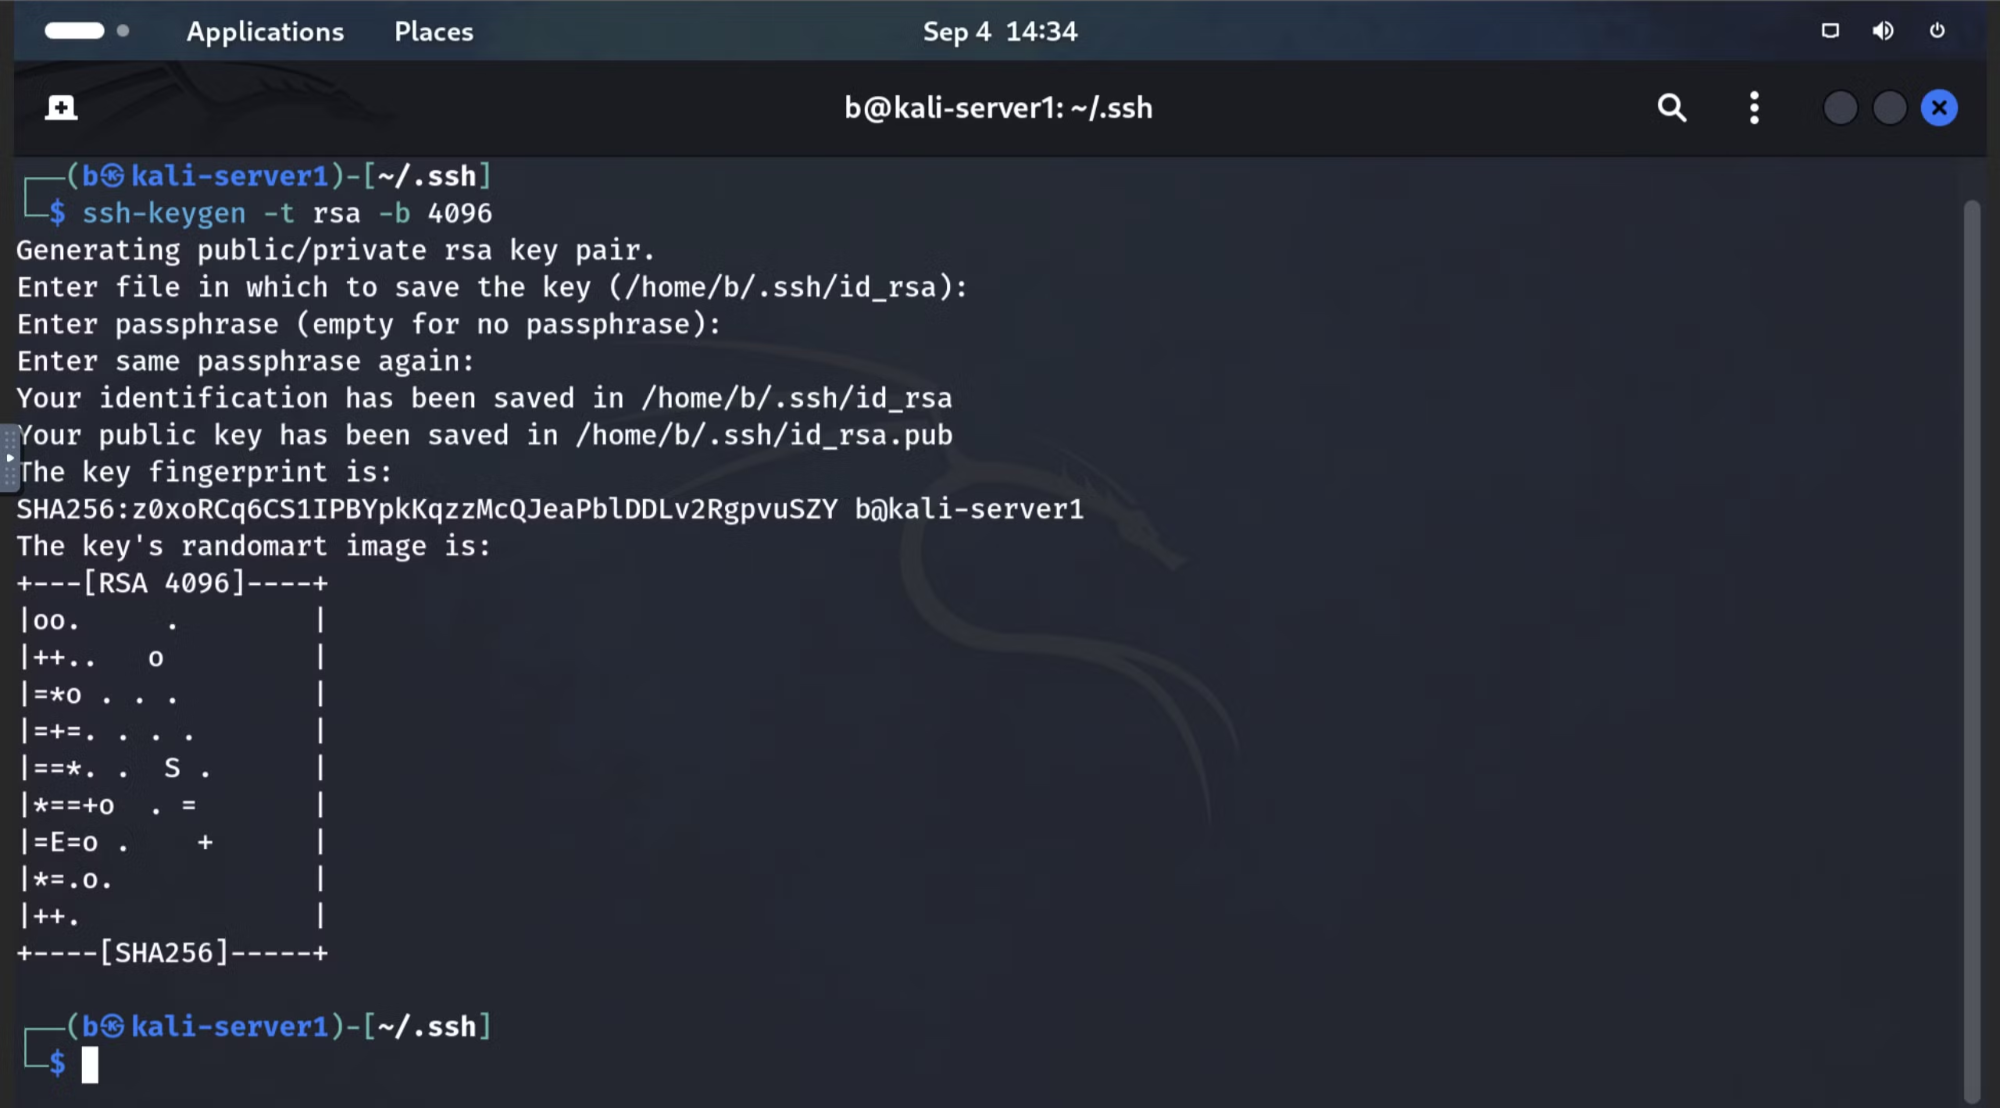 Applications Places Sep 4 14:34
b@kali-server1: ~/.ssh
┌──(b㉿kali-server1)-[~/.ssh]
└─$ ssh-keygen -t rsa -b 4096
Generating public/private rsa key pair.
Enter file in which to save the key (/home/b/.ssh/id_rsa):
Enter passphrase (empty for no passphrase):
Enter same passphrase again:
Your identification has been saved in /home/b/.ssh/id_rsa
Your public key has been saved in /home/b/.ssh/id_rsa.pub
The key fingerprint is:
SHA256:z0xoRCq6CS1IPBYpkKqzzMcQJeaPblDDLv2RgpvuSZY b@kali-server1
The key's randomart image is:
+---[RSA 4096]----+
|oo.     .        |
|++..   o         |
|=*o . . .        |
|=+=. . . .       |
|==*. .  S .      |
|*==+o  . =       |
|=E=o .    +      |
|*=.o.            |
|++.              |
+----[SHA256]-----+
┌──(b㉿kali-server1)-[~/.ssh]
└─$